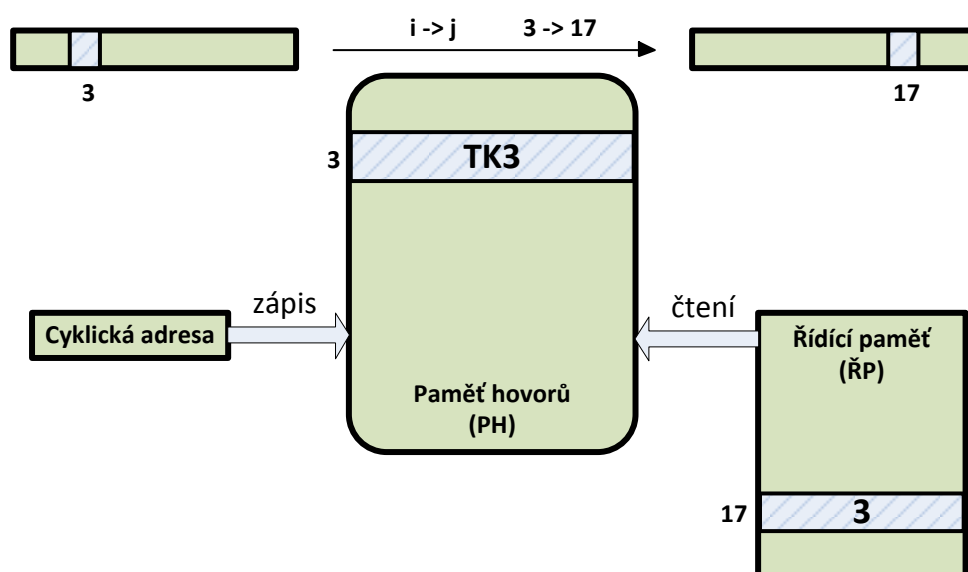 i -> j 3 -> 17
3
17
3
TK3
zápis
čtení
Cyklická adresa
Řídící paměť
(ŘP)
Paměť hovorů
(PH)
17
3